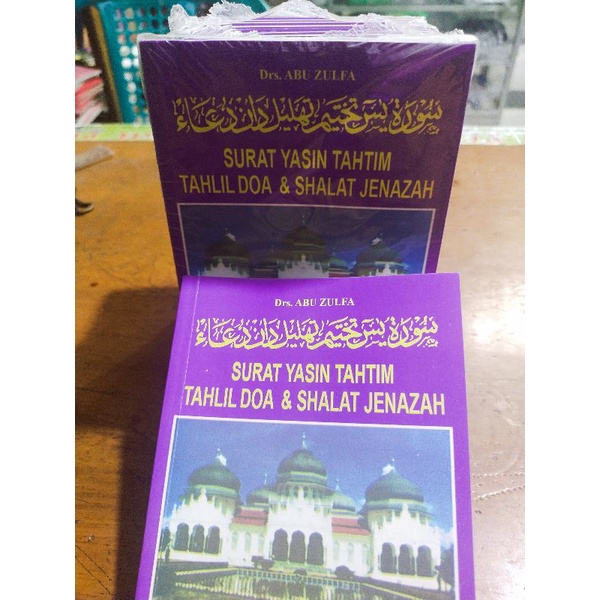 Drs. ABU ZULFA
سورة يس تختيم تهليل دان دعاء
SURAT YASIN TAHTIM
TAHLIL DOA & SHALAT JENAZAH
Drs. ABU ZULFA
سورة يس تختيم تهليل دان دعاء
SURAT YASIN TAHTIM
TAHLIL DOA & SHALAT JENAZAH